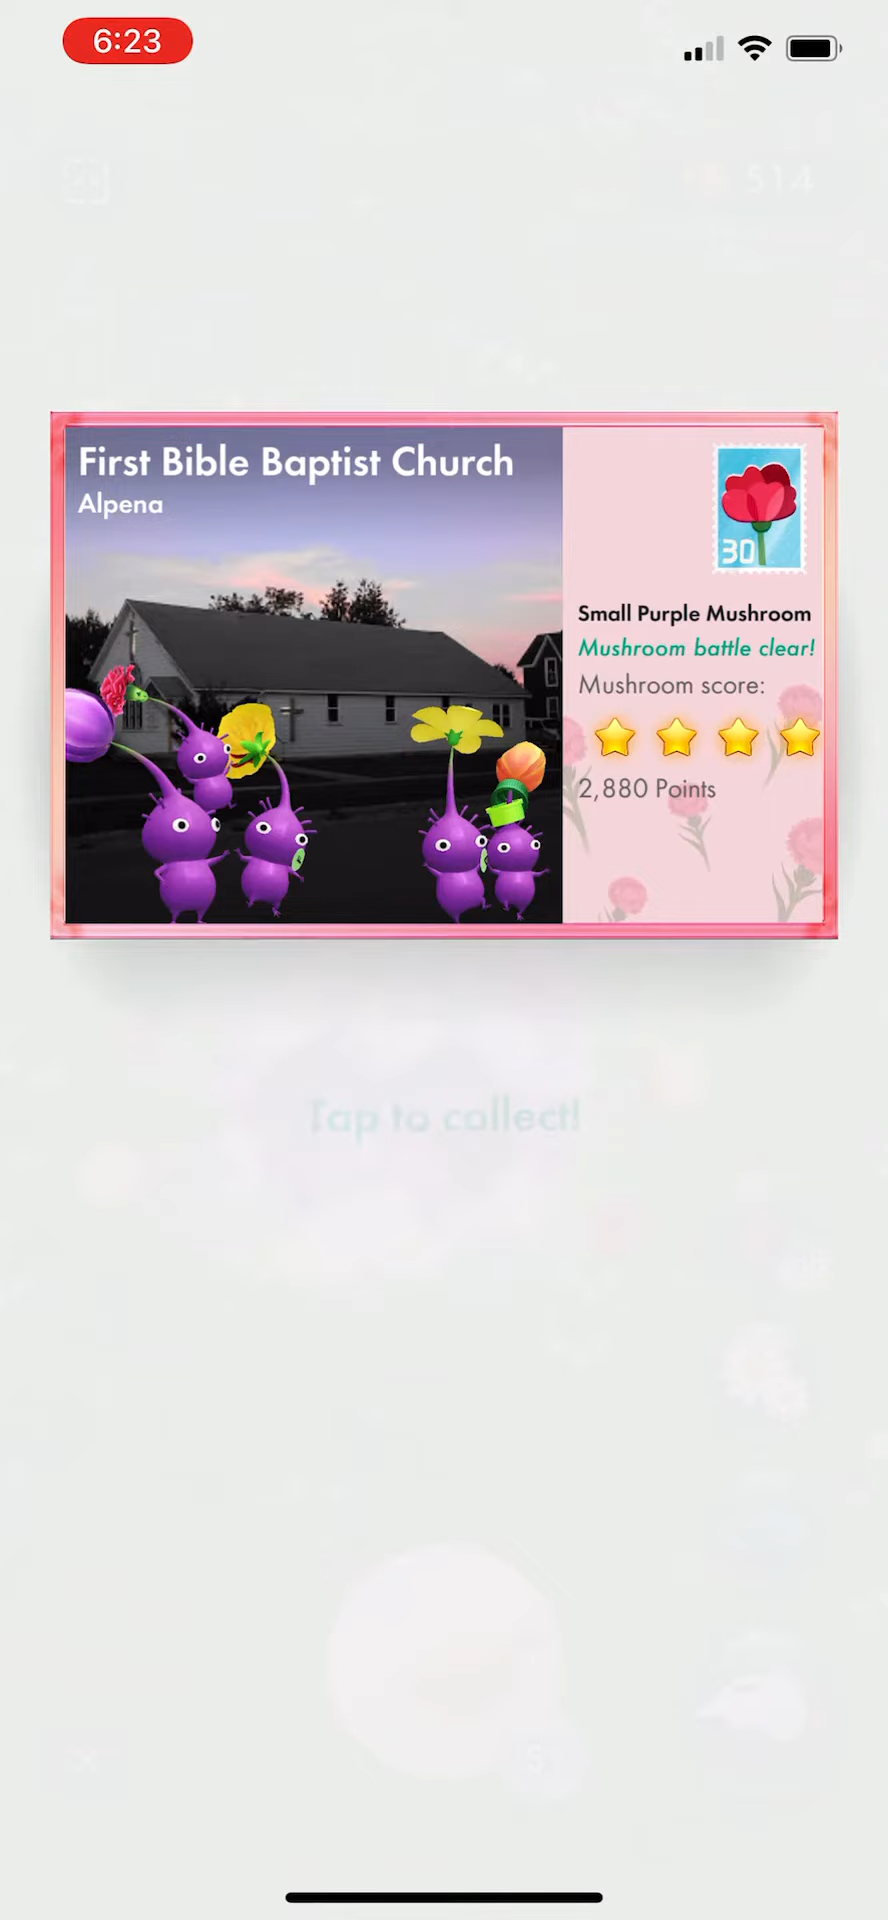 6:23
514
First Bible Baptist Church
Alpena
30
Small Purple Mushroom
Mushroom battle clear!
Mushroom score:
2,880 Points
Tap to collect!